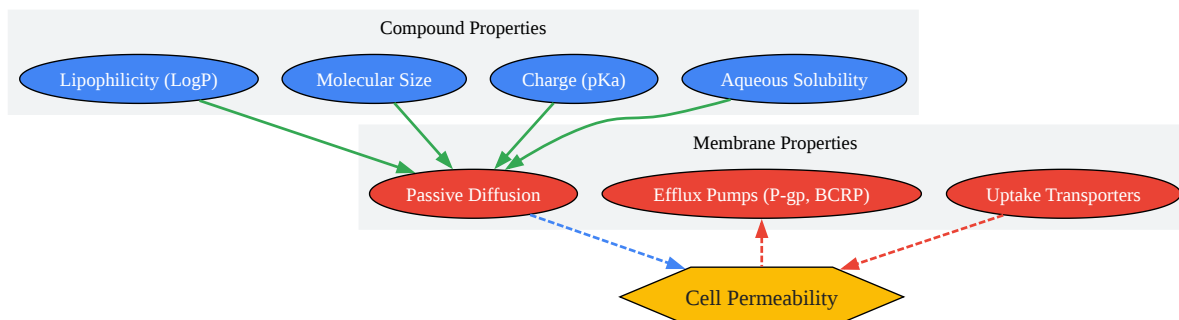 Compound Properties
Lipophilicity (LogP)
Molecular Size
Charge (pKa)
Aqueous Solubility
Membrane Properties
Passive Diffusion
Efflux Pumps (P-gp, BCRP)
Uptake Transporters
Cell Permeability